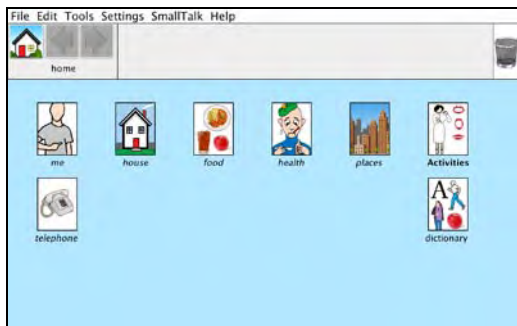 File Edit Tools Settings SmallTalk Help
home
me house food health places Activities
A
telephone dictionary